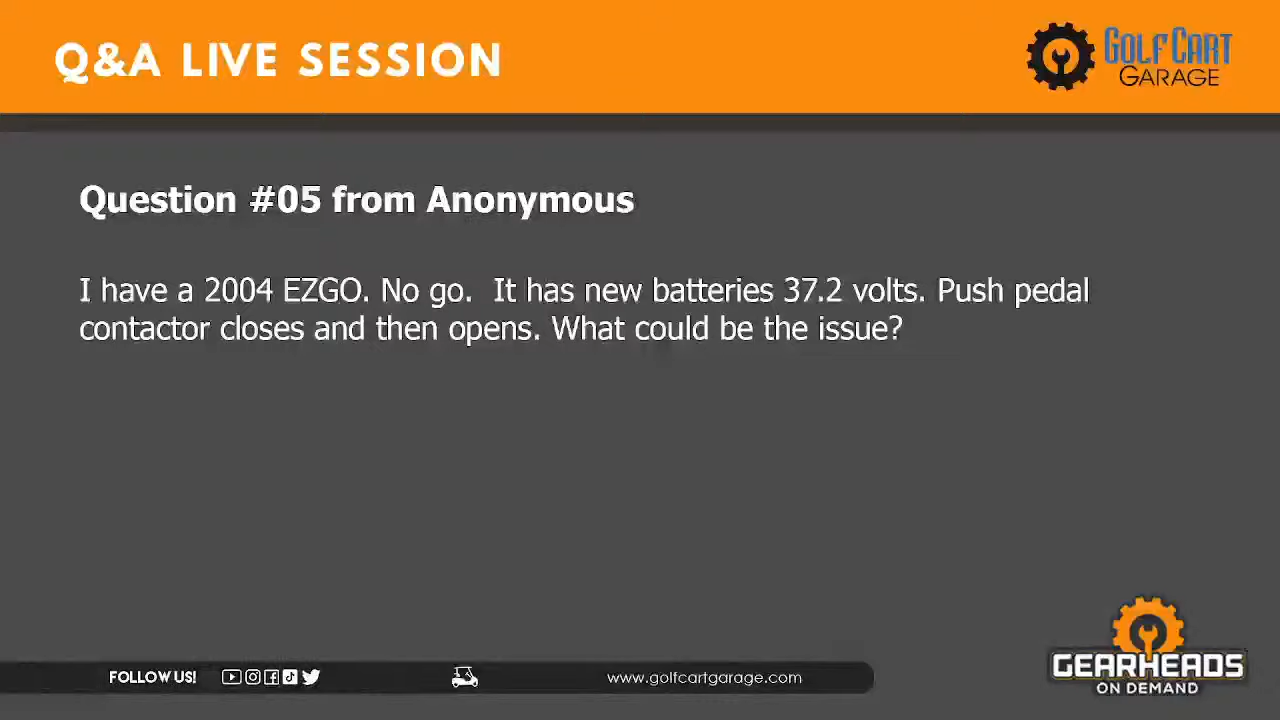 Q&A LIVE SESSION
GOLF CART
GARAGE
Question #05 from Anonymous
I have a 2004 EZGO. No go.  It has new batteries 37.2 volts. Push pedal
contactor closes and then opens. What could be the issue?
FOLLOW US!
www.golfcartgarage.com
GEARHEADS
ON DEMAND